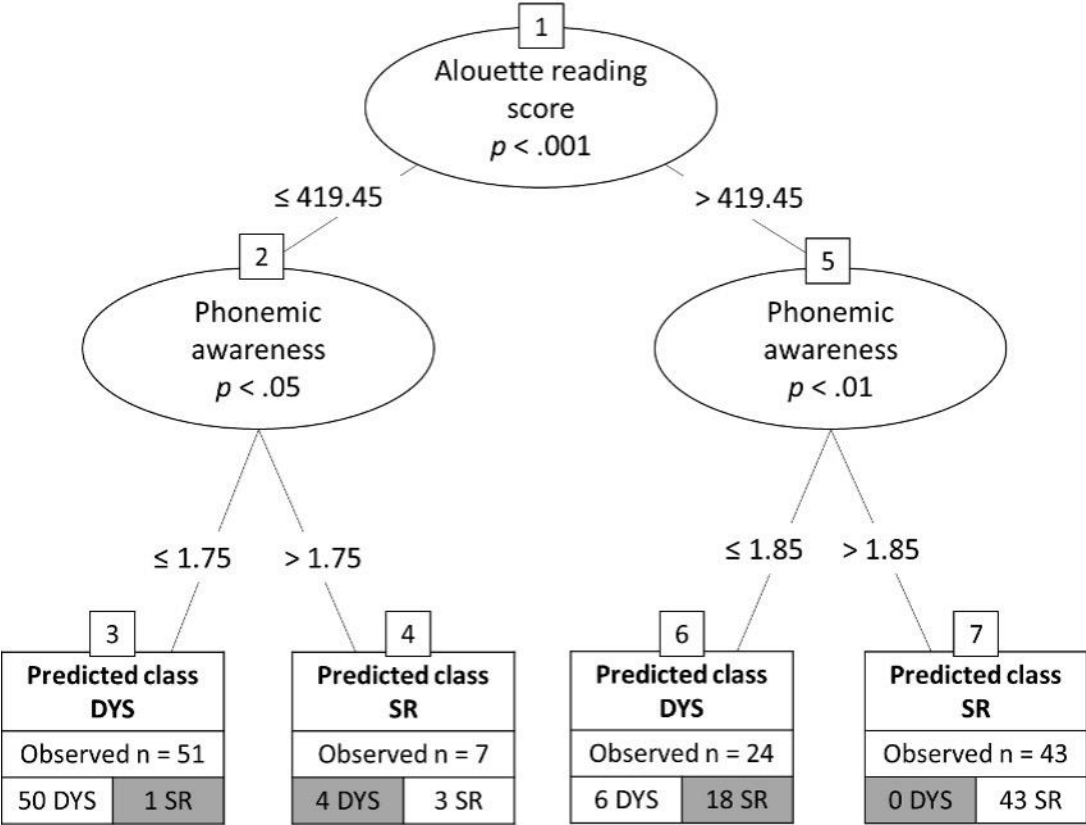 1
Alouette reading
score
p < .001
≤ 419.45
> 419.45
2
Phonemic
awareness
p < .05
5
Phonemic
awareness
p < .01
≤ 1.75
> 1.75
≤ 1.85
> 1.85
3
Predicted class
DYS
Observed n = 51
50 DYS
1 SR
4
Predicted class
SR
Observed n = 7
4 DYS
3 SR
6
Predicted class
DYS
Observed n = 24
6 DYS
18 SR
7
Predicted class
SR
Observed n = 43
0 DYS
43 SR